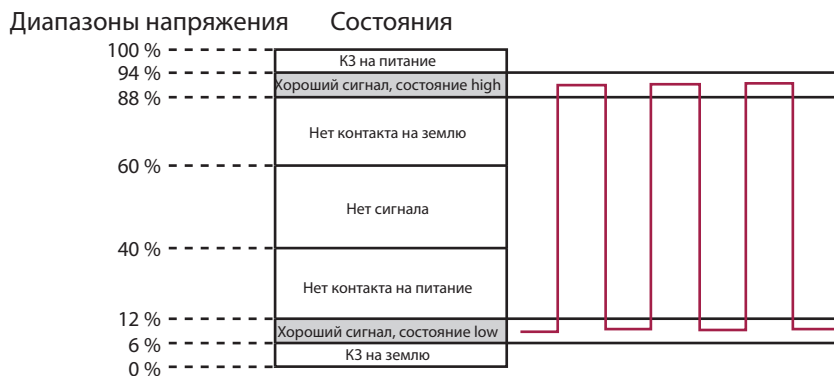 Диапазоны напряжения Состояния
100 %
КЗ на питание
94 %
Хороший сигнал, состояние high
88 %
Нет контакта на землю
60 %
Нет сигнала
40 %
Нет контакта на питание
12 %
Хороший сигнал, состояние low
6 %
КЗ на землю
0 %